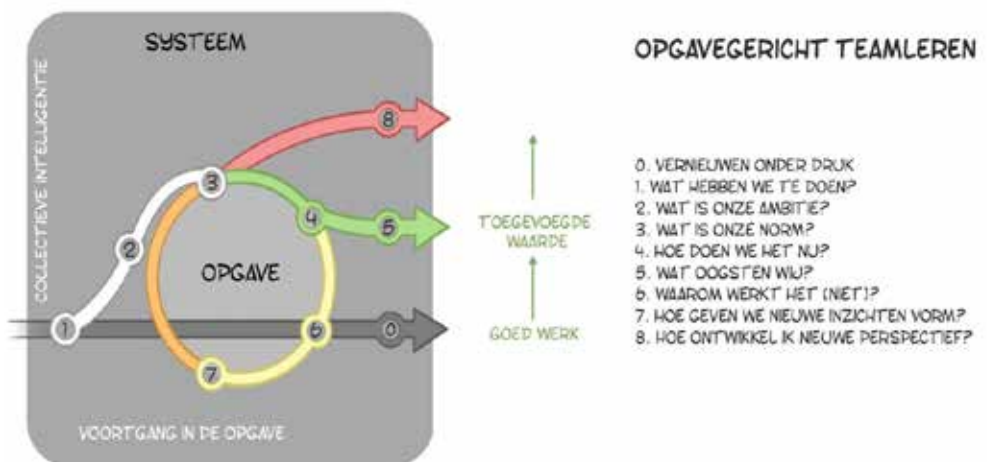 SYSTEEM
COLLECTIEVE INTELLIGENTIE
8
3
2
4
5
OPGAVE
1
6
0
7
VOORTGANG IN DE OPGAVE
TOEGEVOEGDE
WAARDE
GOED WERK
OPGAVEGERICHT TEAMLEREN
0. VERNIEUWEN ONDER DRUK
1. WAT HEBBEN WE TE DOEN?
2. WAT IS ONZE AMBITIE?
3. WAT IS ONZE NORM?
4. HOE DOEN WE HET NU?
5. WAT OOGSTEN WIJ?
6. WAAROM WERKT HET (NIET)?
7. HOE GEVEN WE NIEUWE INZICHTEN VORM?
8. HOE ONTWIKKEL IK NIEUWE PERSPECTIEF?